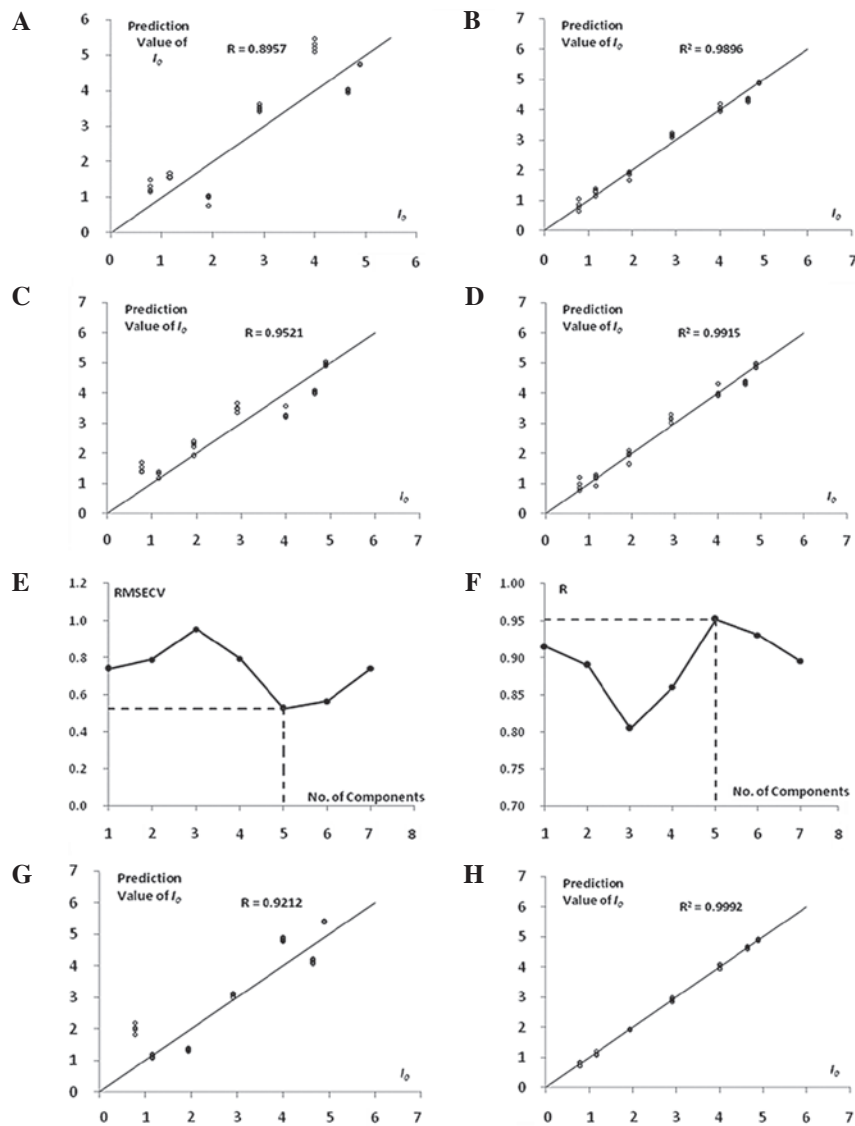 A
Prediction
Value of
I₀
R = 0.8957
6
5
4
3
2
1
0
I₀
0 1 2 3 4 5 6
B
Prediction
Value of I₀
R² = 0.9896
7
6
5
4
3
2
1
0
I₀
0 1 2 3 4 5 6 7
C
Prediction
Value of I₀
R = 0.9521
7
6
5
4
3
2
1
0
I₀
0 1 2 3 4 5 6 7
D
Prediction
Value of I₀
R² = 0.9915
7
6
5
4
3
2
1
0
I₀
0 1 2 3 4 5 6 7
E
RMSECV
1.2
1.0
0.8
0.6
0.4
0.2
0.0
No. of Components
1 2 3 4 5 6 7 8
F
R
1.00
0.95
0.90
0.85
0.80
0.75
0.70
No. of Components
1 2 3 4 5 6 7 8
G
Prediction
Value of I₀
R = 0.9212
7
6
5
4
3
2
1
0
I₀
0 1 2 3 4 5 6 7
H
Prediction
Value of I₀
R² = 0.9992
7
6
5
4
3
2
1
0
I₀
0 1 2 3 4 5 6 7